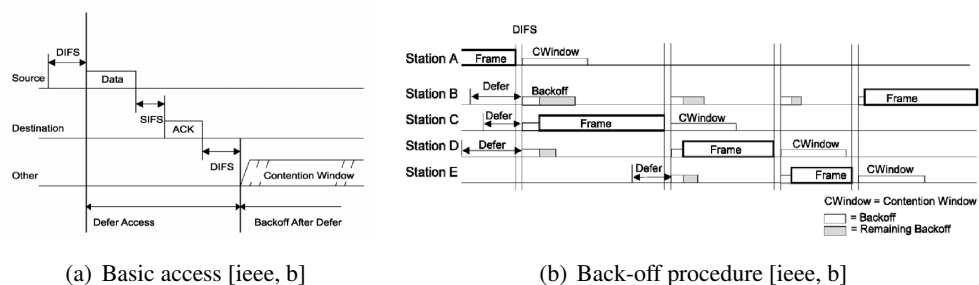 DIFS
Source
Data
SIFS
Destination
ACK
DIFS
Other
Contention Window
Defer Access
Backoff After Defer
(a) Basic access [ieee, b]
DIFS
Station A
Frame
CWindow
Station B
Defer
Backoff
Frame
Station C
Defer
Frame
CWindow
Station D
Defer
Frame
CWindow
Station E
Defer
Frame
CWindow
CWindow = Contention Window
= Backoff
= Remaining Backoff
(b) Back-off procedure [ieee, b]